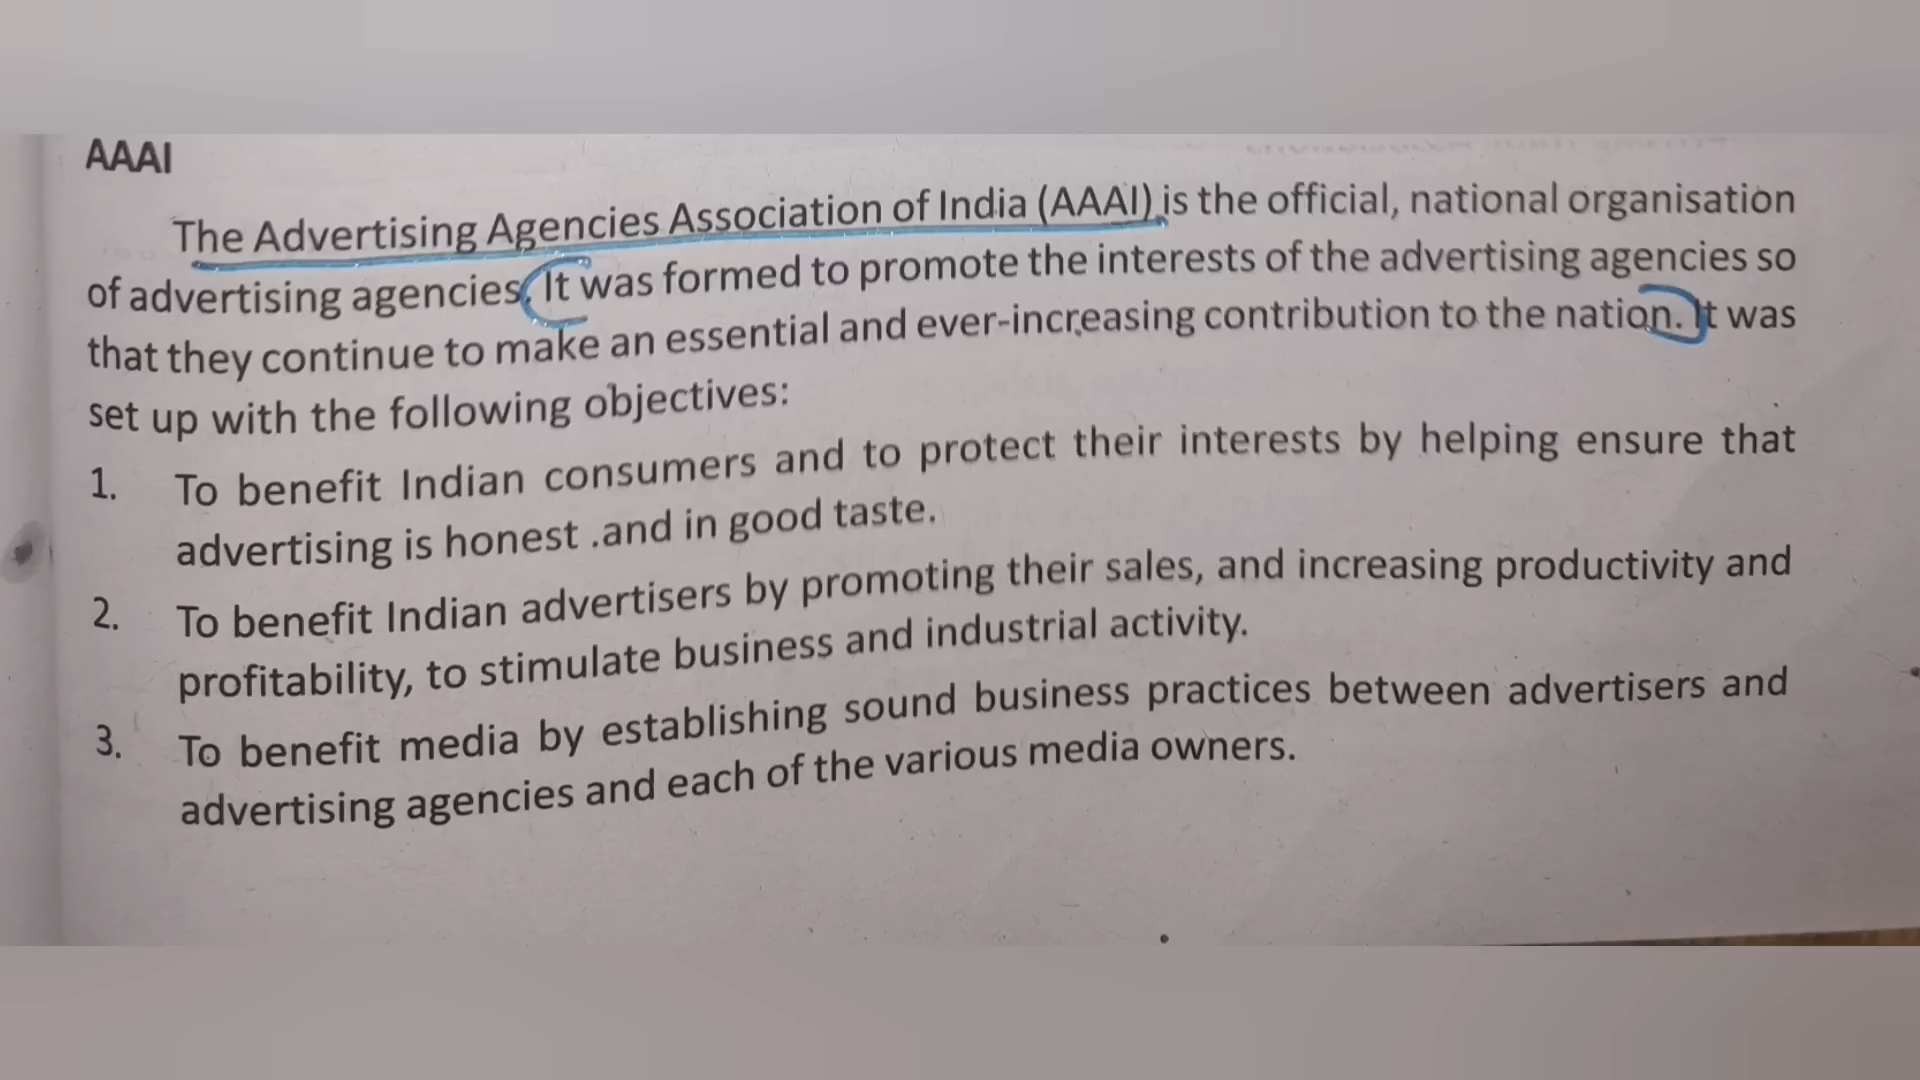 AAAI
The Advertising Agencies Association of India (AAAI) is the official, national organisation
of advertising agencies. It was formed to promote the interests of the advertising agencies so
that they continue to make an essential and ever-increasing contribution to the nation. It was
set up with the following objectives:
1. To benefit Indian consumers and to protect their interests by helping ensure that
advertising is honest .and in good taste.
2. To benefit Indian advertisers by promoting their sales, and increasing productivity and
profitability, to stimulate business and industrial activity.
3. To benefit media by establishing sound business practices between advertisers and
advertising agencies and each of the various media owners.